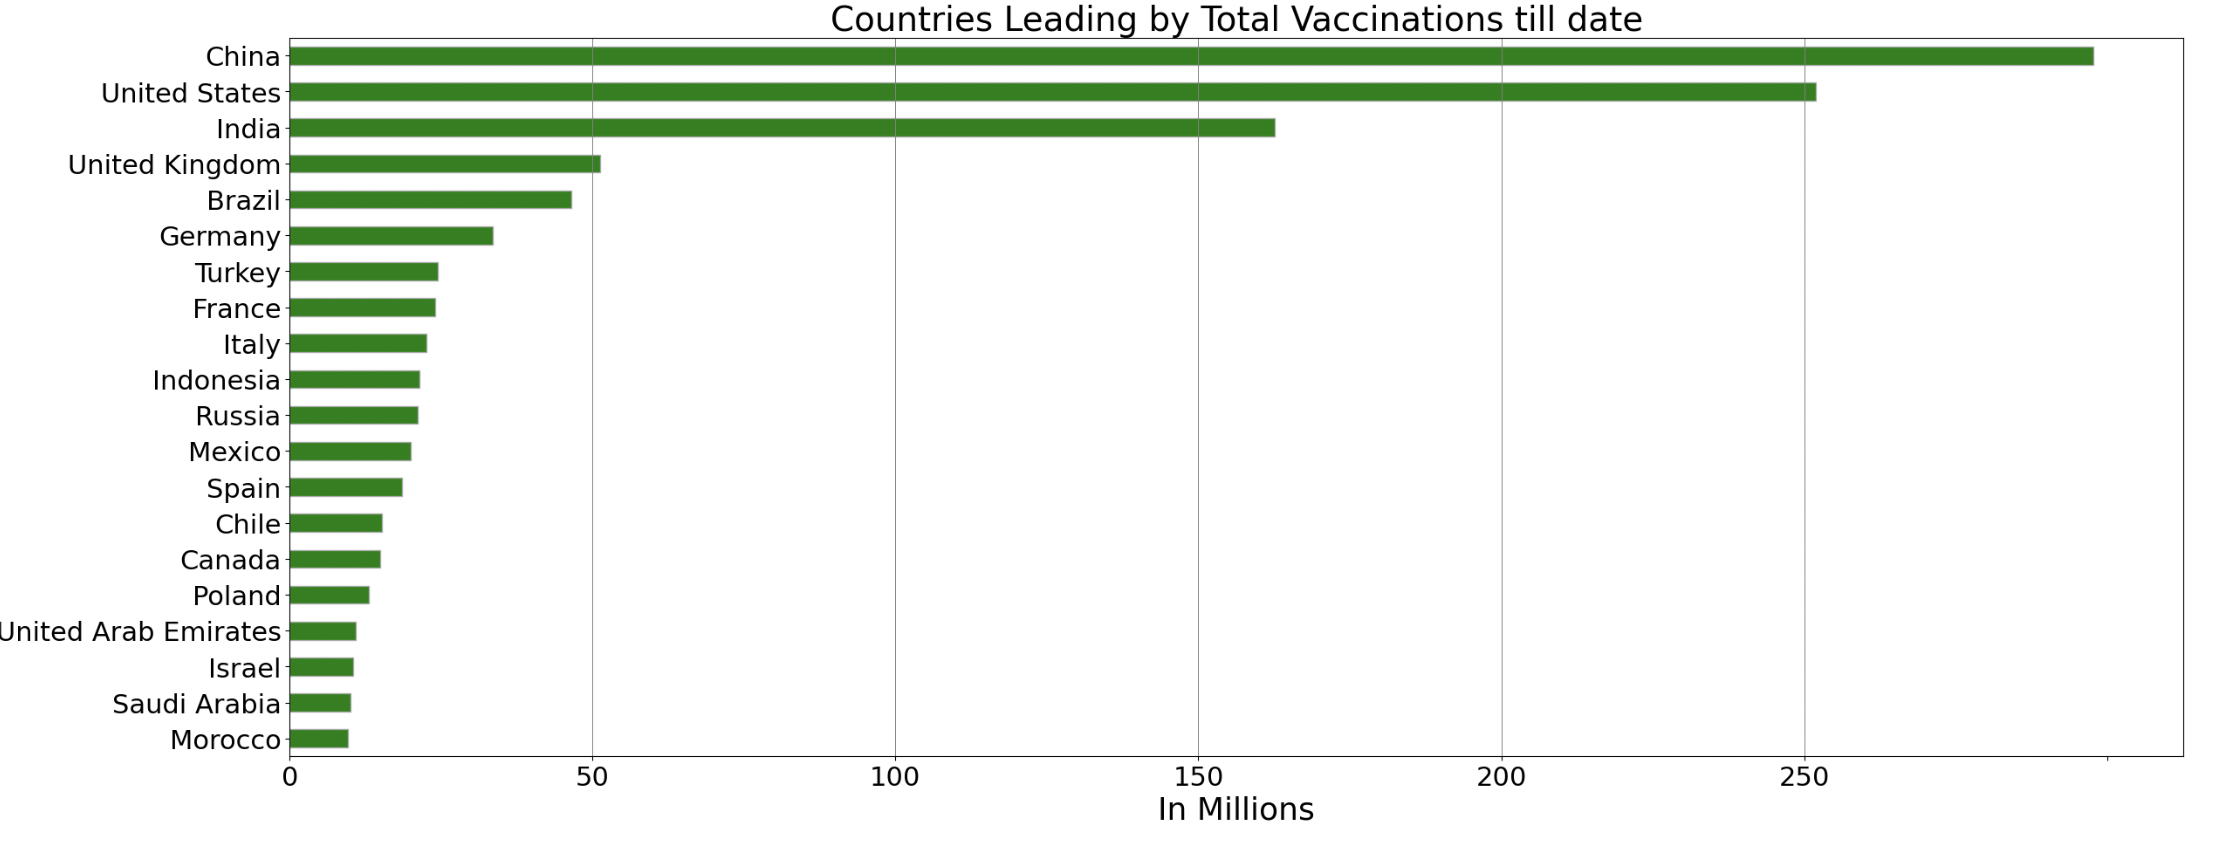 Countries Leading by Total Vaccinations till date
China
United States
India
United Kingdom
Brazil
Germany
Turkey
France
Italy
Indonesia
Russia
Mexico
Spain
Chile
Canada
Poland
United Arab Emirates
Israel
Saudi Arabia
Morocco
0 50 100 150 200 250
In Millions